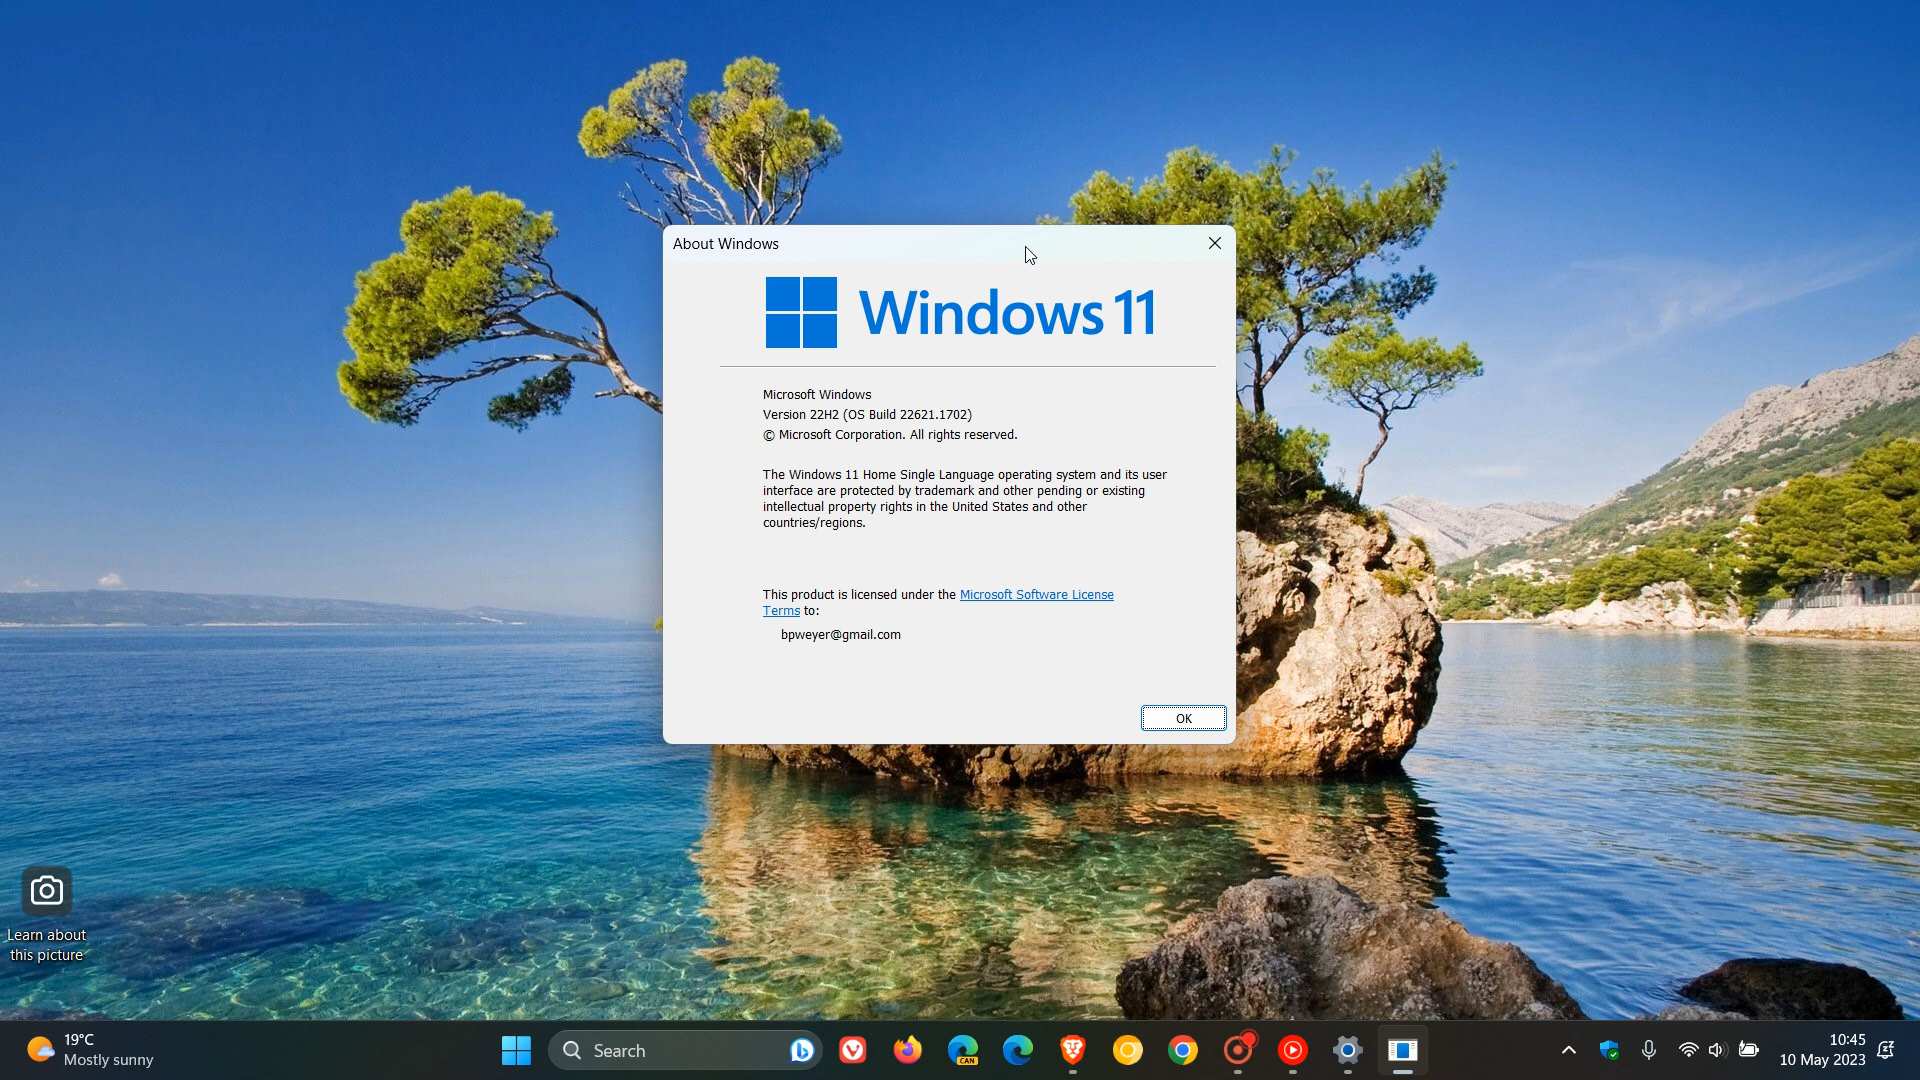 About Windows
Windows 11
Microsoft Windows
Version 22H2 (OS Build 22621.1702)
© Microsoft Corporation. All rights reserved.
The Windows 11 Home Single Language operating system and its user
interface are protected by trademark and other pending or existing
intellectual property rights in the United States and other
countries/regions.
This product is licensed under the Microsoft Software License
Terms to:
bpweyer@gmail.com
OK
Learn about
this picture
19°C
Mostly sunny
Search
CAN
10:45
10 May 2023